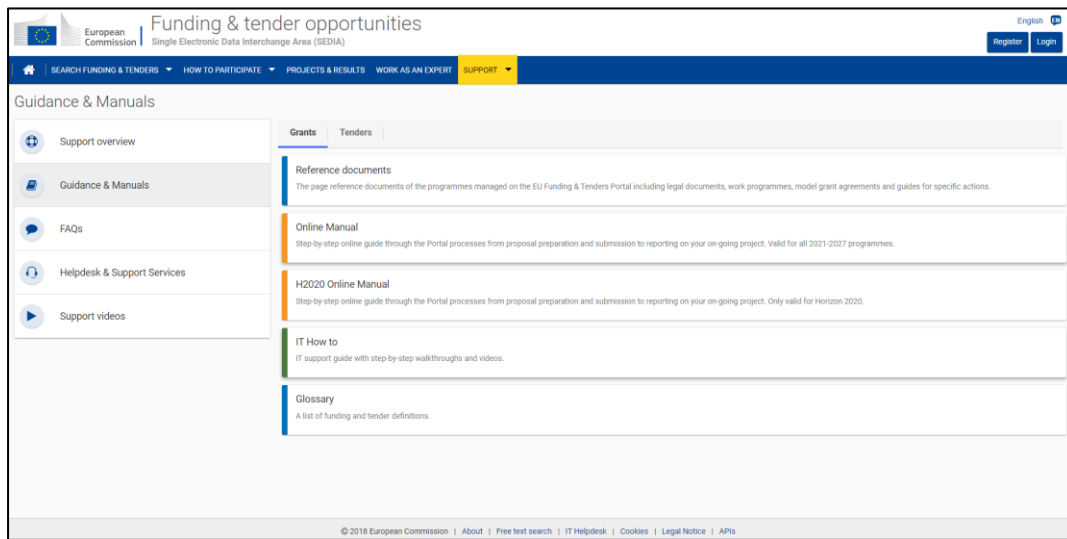 European
Commission
Funding & tender opportunities
Single Electronic Data Interchange Area (SEDIA)
English EN
Register Login
SEARCH FUNDING & TENDERS HOW TO PARTICIPATE PROJECTS & RESULTS WORK AS AN EXPERT SUPPORT
Guidance & Manuals
Support overview
Guidance & Manuals
FAQs
Helpdesk & Support Services
Support videos
Grants Tenders
Reference documents
The page reference documents of the programmes managed on the EU Funding & Tenders Portal including legal documents, work programmes, model grant agreements and guides for specific actions.
Online Manual
Step-by-step online guide through the Portal processes from proposal preparation and submission to reporting on your on-going project. Valid for all 2021-2027 programmes.
H2020 Online Manual
Step-by-step online guide through the Portal processes from proposal preparation and submission to reporting on your on-going project. Only valid for Horizon 2020.
IT How to
IT support guide with step-by-step walkthroughs and videos.
Glossary
A list of funding and tender definitions.
© 2018 European Commission | About | Free text search | IT Helpdesk | Cookies | Legal Notice | APIs